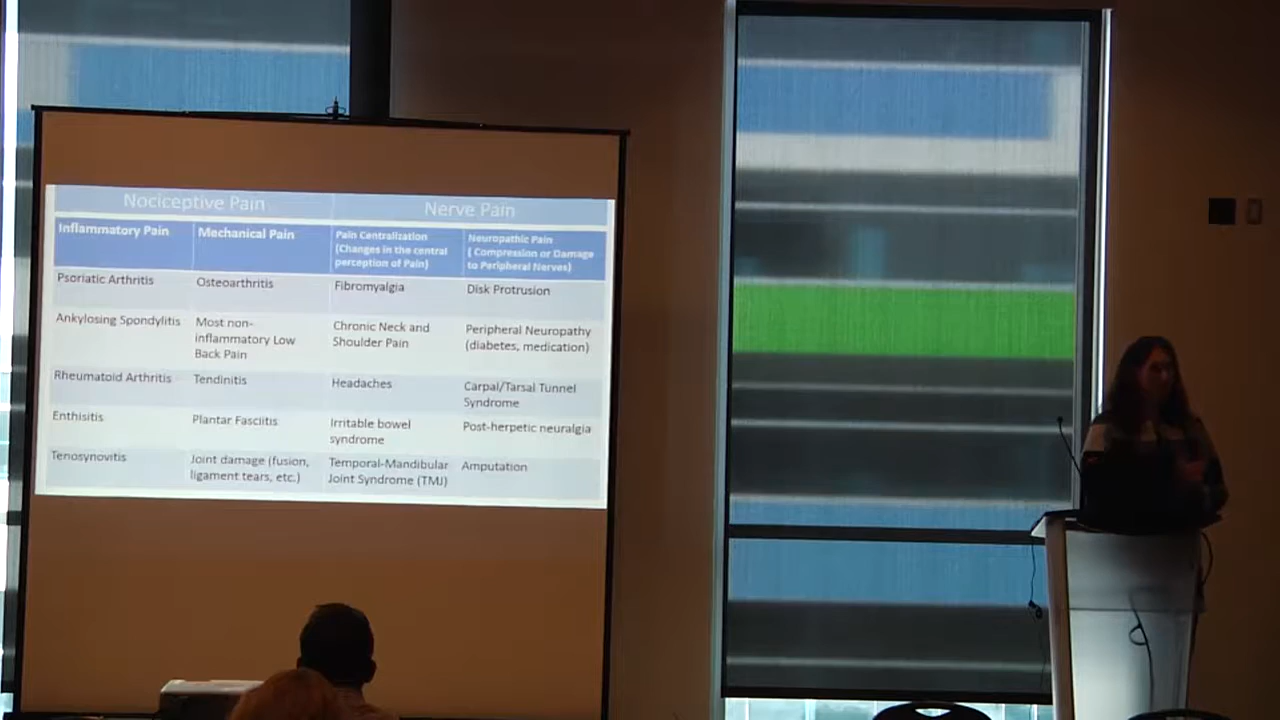 Nociceptive Pain Nerve Pain
Inflammatory Pain Mechanical Pain Pain Centralization Neuropathic Pain
(Changes in the central ( Compression or Damage
perception of Pain) to Peripheral Nerves)
Psoriatic Arthritis Osteoarthritis Fibromyalgia Disk Protrusion
Ankylosing Spondylitis Most non- Chronic Neck and Peripheral Neuropathy
inflammatory Low Shoulder Pain (diabetes, medication)
Back Pain
Rheumatoid Arthritis Tendinitis Headaches Carpal/Tarsal Tunnel
Syndrome
Enthisitis Plantar Fasciitis Irritable bowel Post-herpetic neuralgia
syndrome
Tenosynovitis Joint damage (fusion, Temporal-Mandibular Amputation
ligament tears, etc.) Joint Syndrome (TMJ)